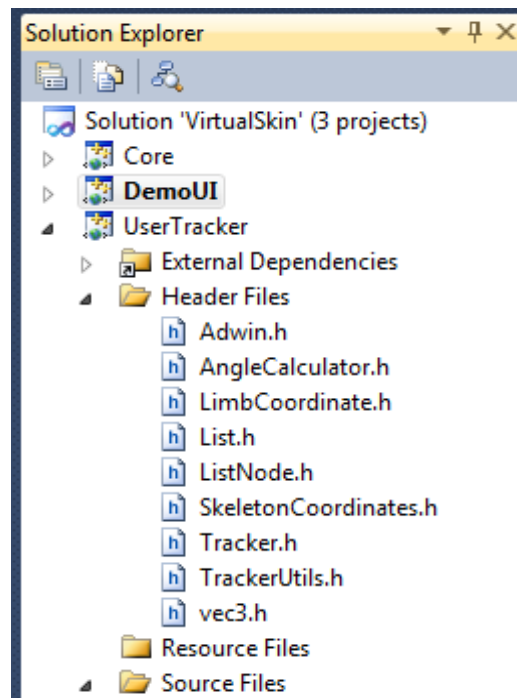 Solution Explorer
Solution 'VirtualSkin' (3 projects)
Core
DemoUI
UserTracker
External Dependencies
Header Files
Adwin.h
AngleCalculator.h
LimbCoordinate.h
List.h
ListNode.h
SkeletonCoordinates.h
Tracker.h
TrackerUtils.h
vec3.h
Resource Files
Source Files